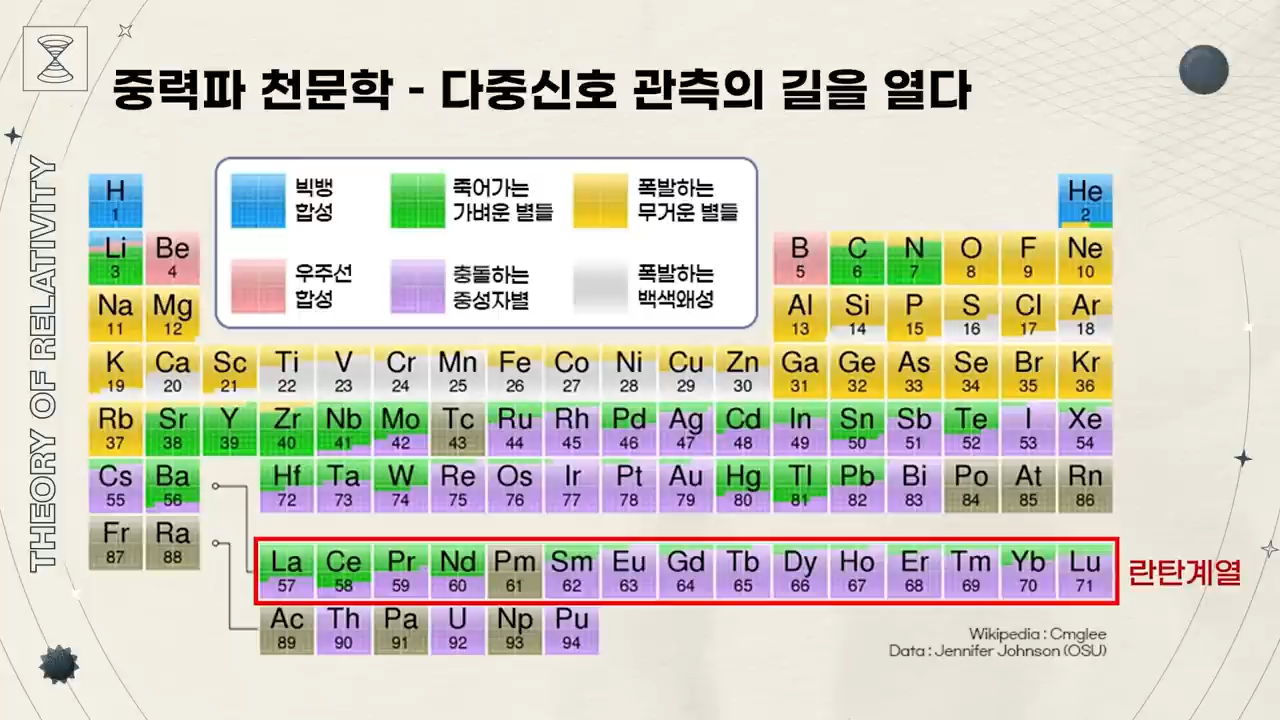 중력파 천문학 - 다중신호 관측의 길을 열다
THEORY OF RELATIVITY
빅뱅
합성
죽어가는
가벼운 별들
폭발하는
무거운 별들
우주선
합성
충돌하는
중성자별
폭발하는
백색왜성
H He
1 2
Li Be B C N O F Ne
3 4 5 6 7 8 9 10
Na Mg Al Si P S Cl Ar
11 12 13 14 15 16 17 18
K Ca Sc Ti V Cr Mn Fe Co Ni Cu Zn Ga Ge As Se Br Kr
19 20 21 22 23 24 25 26 27 28 29 30 31 32 33 34 35 36
Rb Sr Y Zr Nb Mo Tc Ru Rh Pd Ag Cd In Sn Sb Te I Xe
37 38 39 40 41 42 43 44 45 46 47 48 49 50 51 52 53 54
Cs Ba Hf Ta W Re Os Ir Pt Au Hg Tl Pb Bi Po At Rn
55 56 72 73 74 75 76 77 78 79 80 81 82 83 84 85 86
Fr Ra
87 88
La Ce Pr Nd Pm Sm Eu Gd Tb Dy Ho Er Tm Yb Lu
57 58 59 60 61 62 63 64 65 66 67 68 69 70 71
란탄계열
Ac Th Pa U Np Pu
89 90 91 92 93 94
Wikipedia : Cmglee
Data : Jennifer Johnson (OSU)